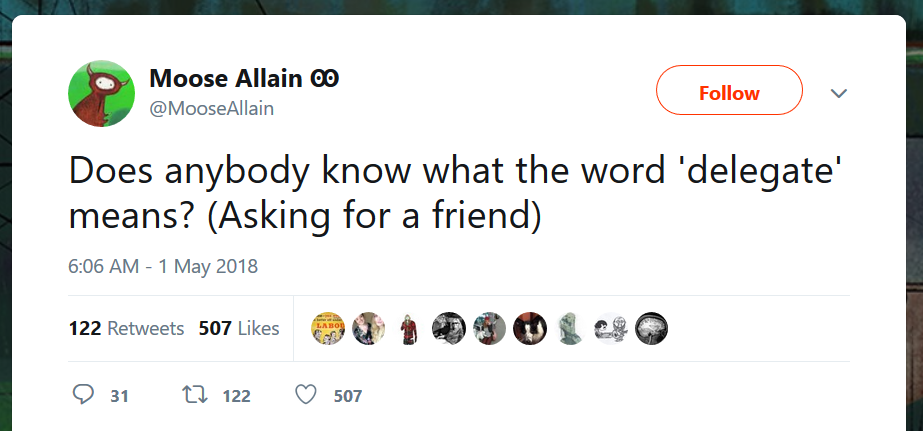 Moose Allain ꙭ
@MooseAllain
Follow
Does anybody know what the word 'delegate'
means? (Asking for a friend)
6:06 AM - 1 May 2018
122 Retweets 507 Likes
31 122 507